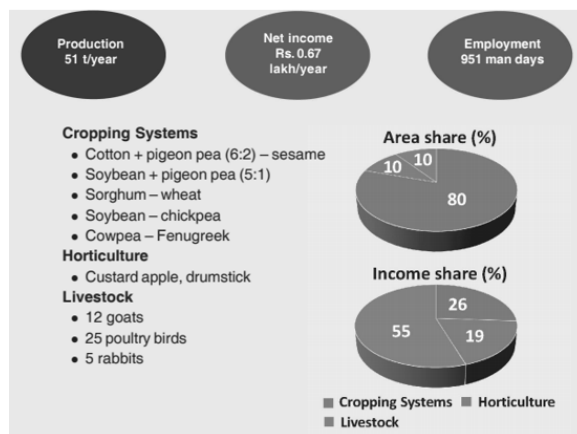 Production
51 t/year
Net income
Rs. 0.67
lakh/year
Employment
951 man days
Cropping Systems
• Cotton + pigeon pea (6:2) – sesame
• Soybean + pigeon pea (5:1)
• Sorghum – wheat
• Soybean – chickpea
• Cowpea – Fenugreek
Horticulture
• Custard apple, drumstick
Livestock
• 12 goats
• 25 poultry birds
• 5 rabbits
Area share (%)
10
10
80
Income share (%)
26
55
19
Cropping Systems
Horticulture
Livestock